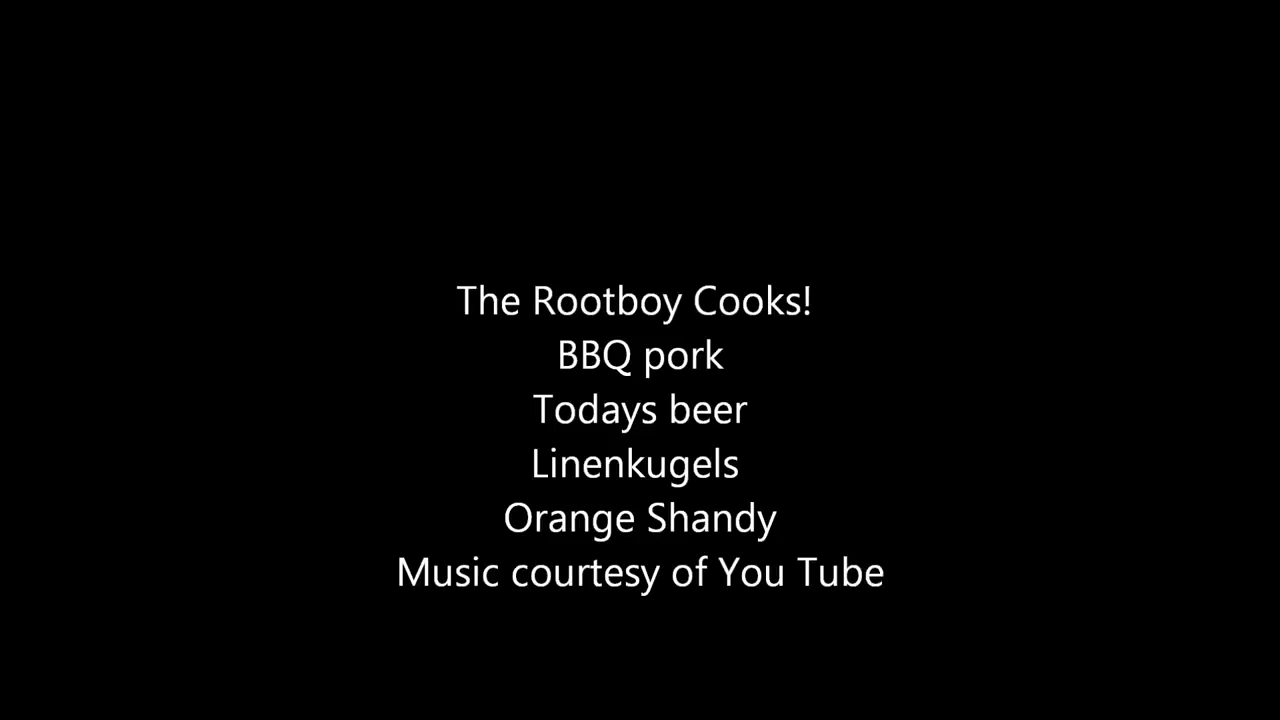 The Rootboy Cooks!
BBQ pork
Todays beer
Linenkugels
Orange Shandy
Music courtesy of You Tube